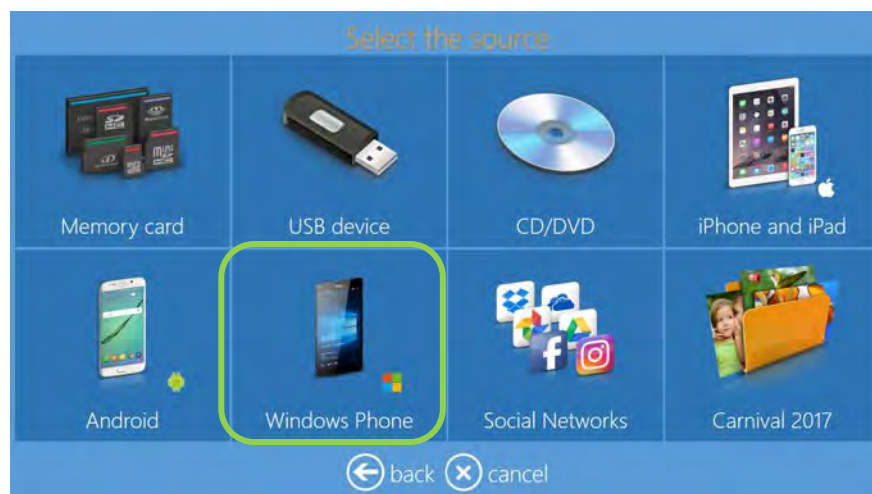 Select the source
Memory card
USB device
CD/DVD
iPhone and iPad
Android
Windows Phone
Social Networks
Carnival 2017
back cancel